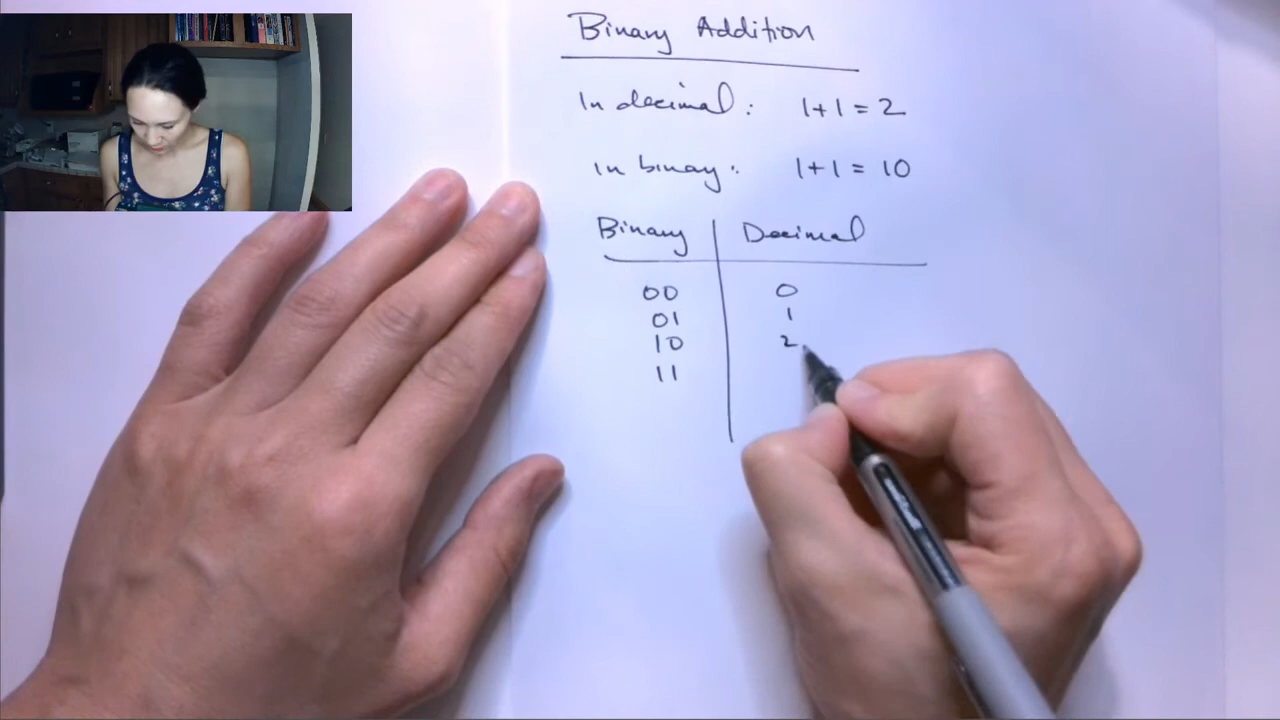 Binary Addition
In decimal: 1+1=2
In binary: 1+1=10
Binary Decimal
00 0
01 1
10 2
11